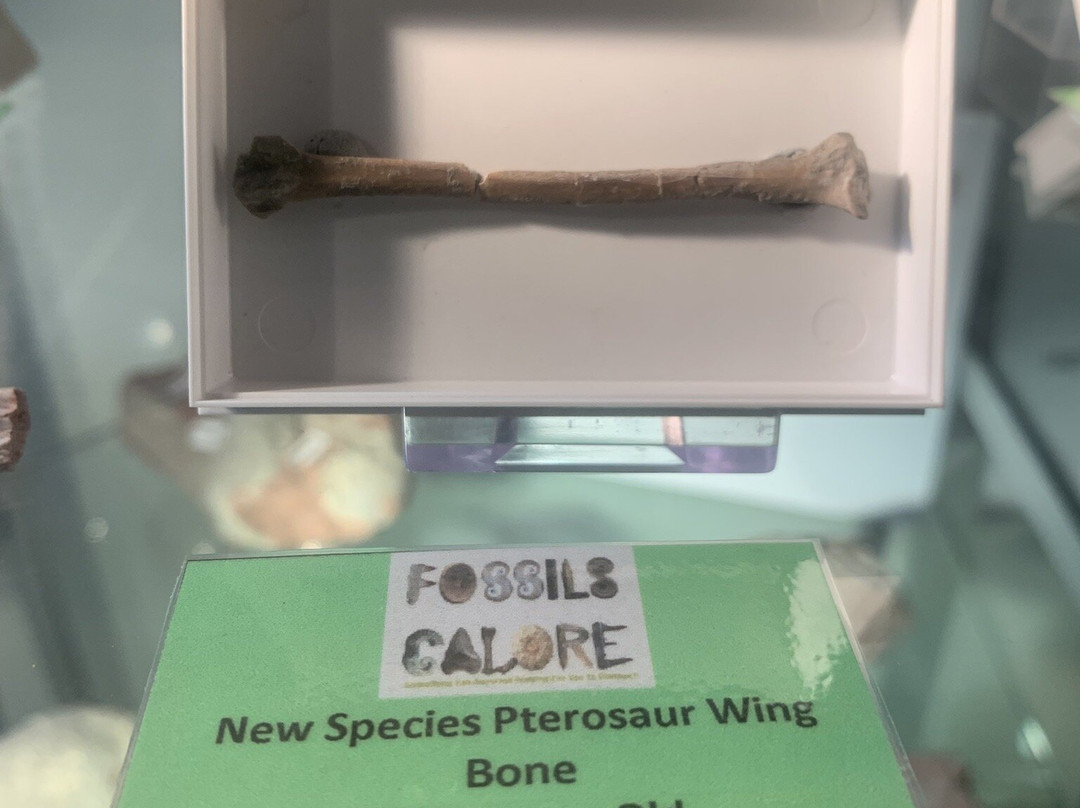 FOSSILS
GALORE
New Species Pterosaur Wing
Bone